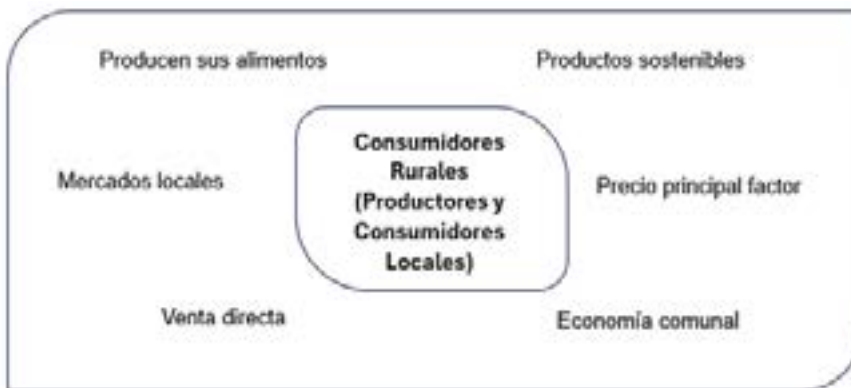 Producen sus alimentos
Productos sostenibles
Consumidores
Rurales
(Productores y
Consumidores
Locales)
Mercados locales
Precio principal factor
Venta directa
Economía comunal